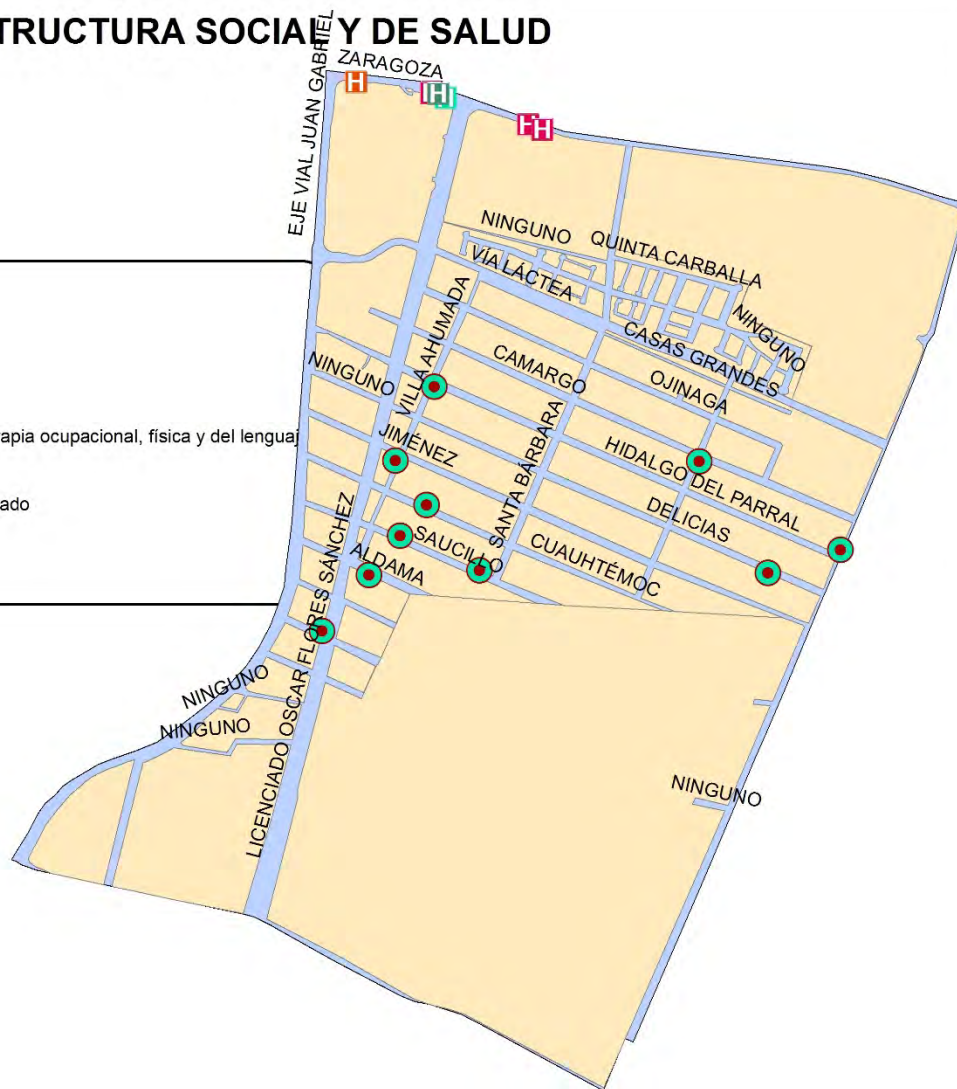 TRUCTURA SOCIAL Y DE SALUD
ZARAGOZA
EJE VIAL JUAN GABRIEL
H
H
H
H
H
NINGUNO
QUINTA CARBALLA
VÍA LÁCTEA
NINGUNO
VILLA AHUMADA
CASAS GRANDES
CAMARGO
NINGUNO
OJINAGA
apia ocupacional, física y del lenguaj
JIMÉNEZ
SANTA BÁRBARA
HIDALGO DEL PARRAL
ado
DELICIAS
SAUCILLO
CUAUHTÉMOC
ALDAMA
LICENCIADO OSCAR FLORES SÁNCHEZ
NINGUNO
NINGUNO
NINGUNO